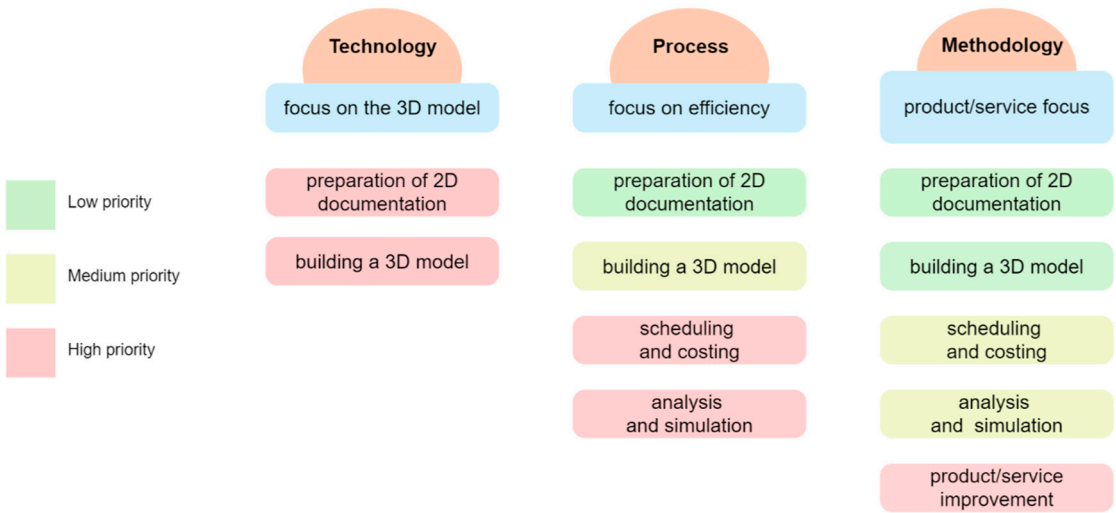 Technology
focus on the 3D model
preparation of 2D
documentation
building a 3D model
Process
focus on efficiency
preparation of 2D
documentation
building a 3D model
scheduling
and costing
analysis
and simulation
Methodology
product/service focus
preparation of 2D
documentation
building a 3D model
scheduling
and costing
analysis
and simulation
product/service
improvement
Low priority
Medium priority
High priority